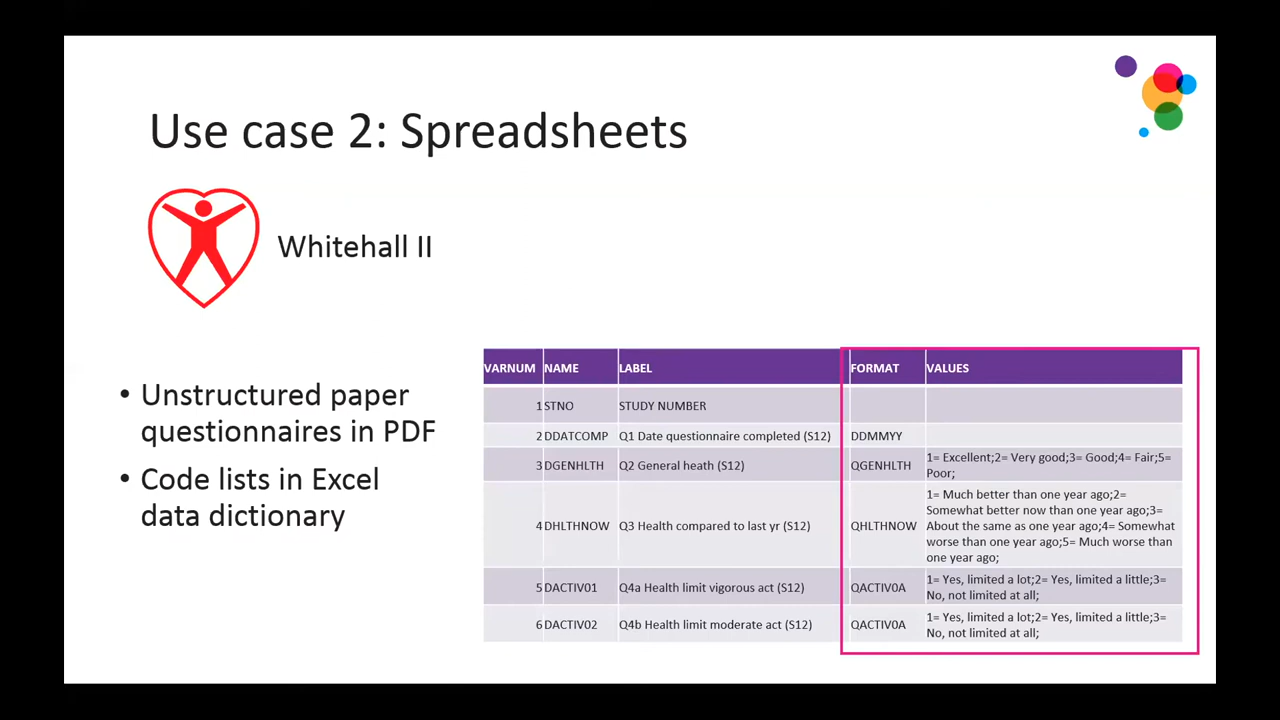 Use case 2: Spreadsheets
Whitehall II
• Unstructured paper
questionnaires in PDF
• Code lists in Excel
data dictionary
VARNUM NAME LABEL FORMAT VALUES
1 STNO STUDY NUMBER
2 DDATCOMP Q1 Date questionnaire completed (S12) DDMMYY
3 DGENHLTH Q2 General heath (S12) QGENHLTH 1= Excellent;2= Very good;3= Good;4= Fair;5=
Poor;
4 DHLTHNOW Q3 Health compared to last yr (S12) QHLTHNOW 1= Much better than one year ago;2=
Somewhat better now than one year ago;3=
About the same as one year ago;4= Somewhat
worse than one year ago;5= Much worse than
one year ago;
5 DACTIV01 Q4a Health limit vigorous act (S12) QACTIV0A 1= Yes, limited a lot;2= Yes, limited a little;3=
No, not limited at all;
6 DACTIV02 Q4b Health limit moderate act (S12) QACTIV0A 1= Yes, limited a lot;2= Yes, limited a little;3=
No, not limited at all;